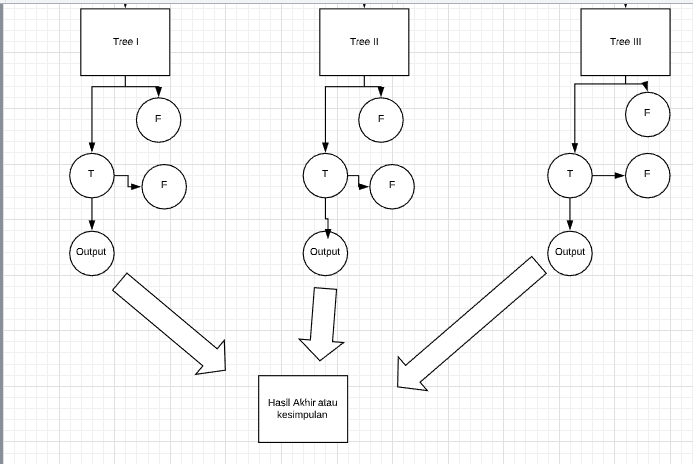 Tree I
Tree II
Tree III
F
F
F
T
F
T
F
T
F
Output
Output
Output
Hasil Akhir atau
kesimpulan